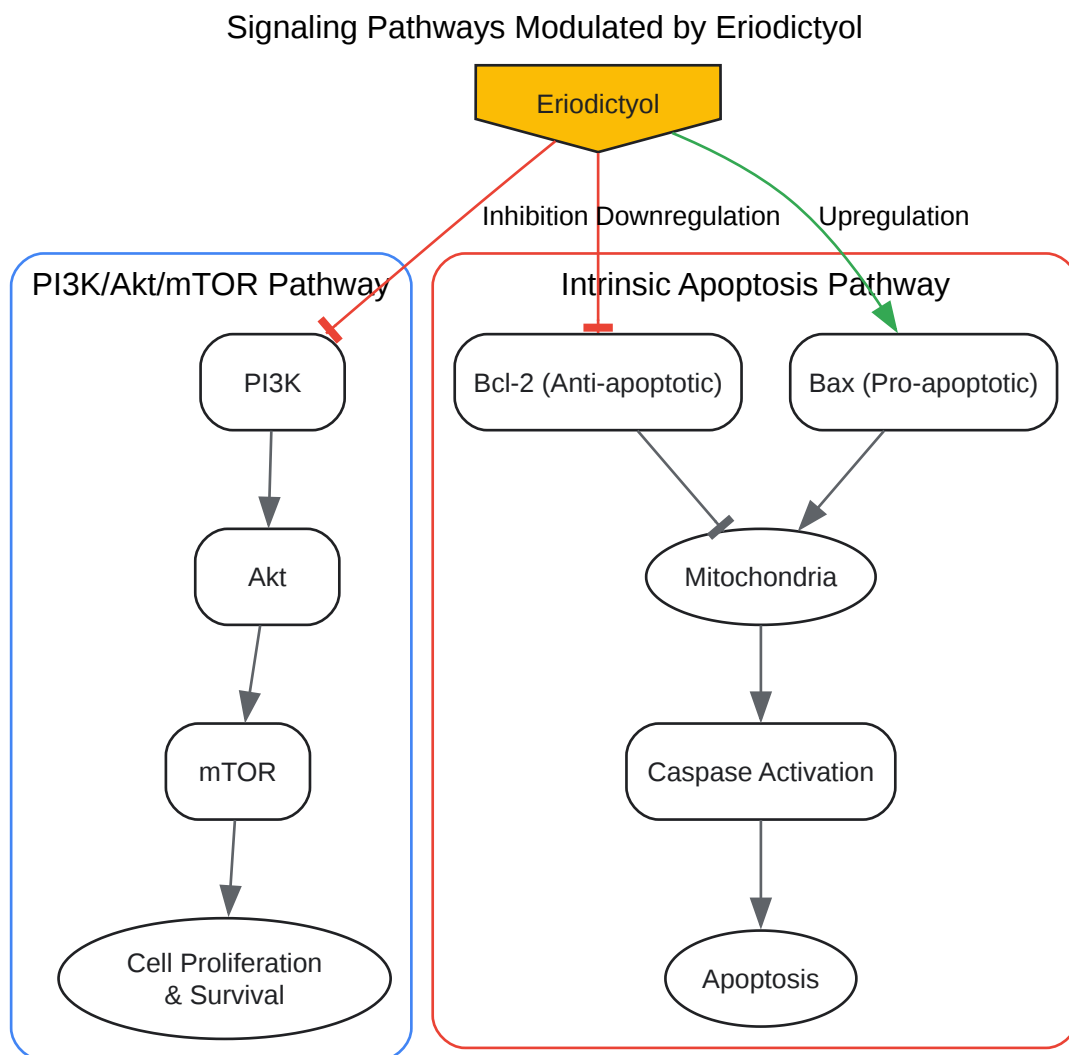 Signaling Pathways Modulated by Eriodictyol
Eriodictyol
Inhibition
Downregulation
Upregulation
PI3K/Akt/mTOR Pathway
Intrinsic Apoptosis Pathway
PI3K
Bcl-2 (Anti-apoptotic)
Bax (Pro-apoptotic)
Akt
Mitochondria
mTOR
Caspase Activation
Cell Proliferation
& Survival
Apoptosis